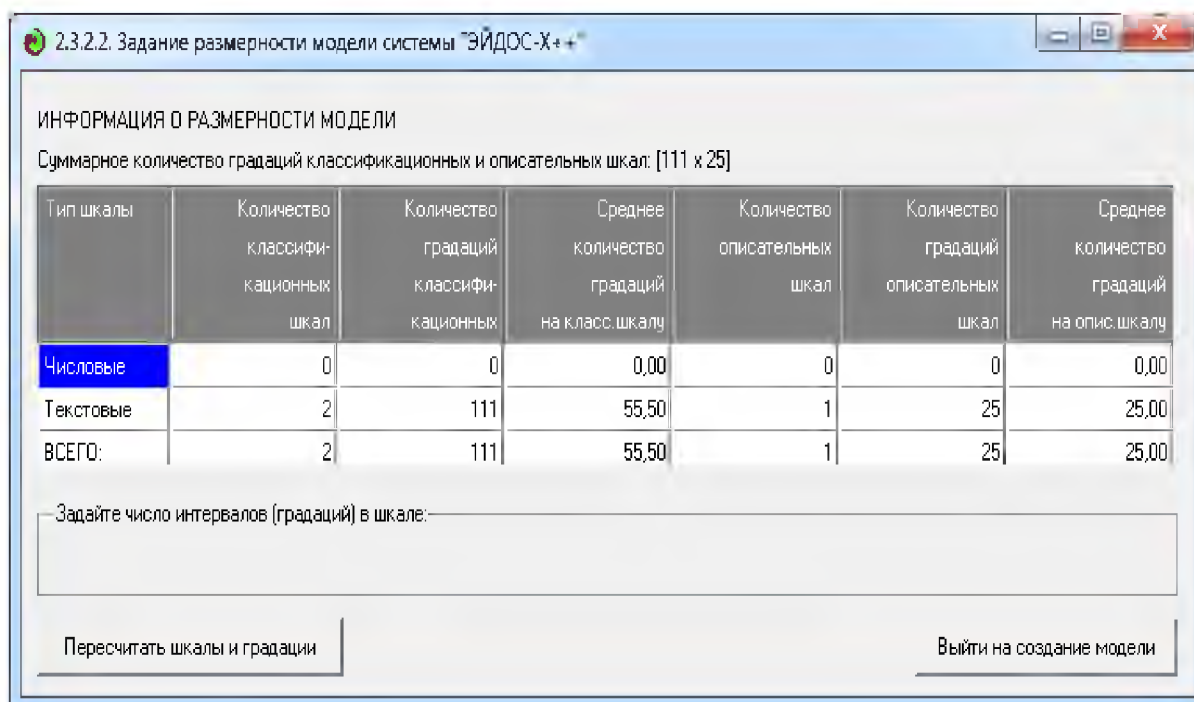 2.3.2.2. Задание размерности модели системы "ЭЙДОС-X++"
ИНФОРМАЦИЯ О РАЗМЕРНОСТИ МОДЕЛИ
Суммарное количество градаций классификационных и описательных шкал: [111 x 25]
Тип шкалы Количество Количество Среднее Количество Количество Среднее
классифи- градаций количество описательных градаций количество
кационных классифи- градаций шкал описательных градаций
шкал кационных на класс.шкалу шкал на опис.шкалу
Числовые 0 0 0,00 0 0 0,00
Текстовые 2 111 55,50 1 25 25,00
ВСЕГО: 2 111 55,50 1 25 25,00
Задайте число интервалов (градаций) в шкале:
Пересчитать шкалы и градации Выйти на создание модели